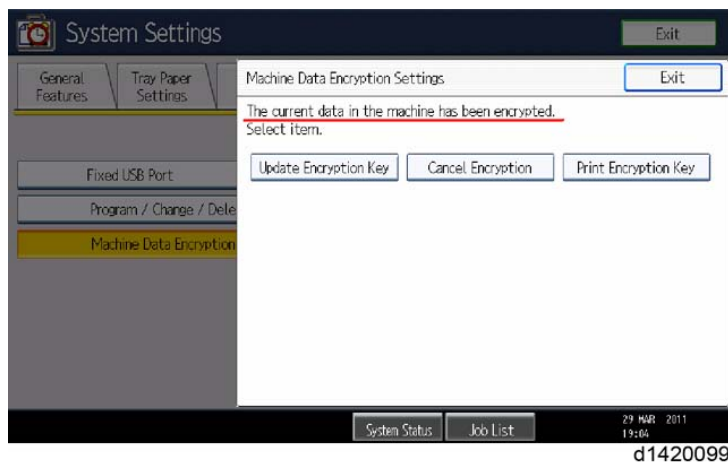 System Settings
Exit
General Features
Tray Paper Settings
Machine Data Encryption Settings
Exit
The current data in the machine has been encrypted.
Select item.
Update Encryption Key
Cancel Encryption
Print Encryption Key
Fixed USB Port
Program / Change / Dele
Machine Data Encryption
System Status
Job List
29 MAR 2011
19:04
d1420099